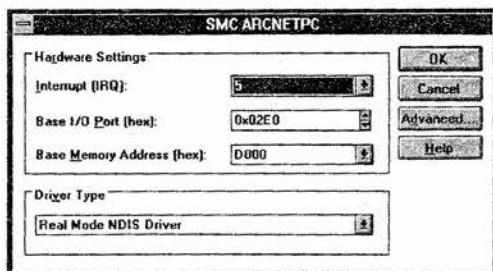 SMC ARCNETPC
Hardware Settings
Interrupt (IRQ): 5
Base I/O Port (hex): 0x02E0
Base Memory Address (hex): D000
Driver Type
Real Mode NDIS Driver
OK
Cancel
Advanced...
Help